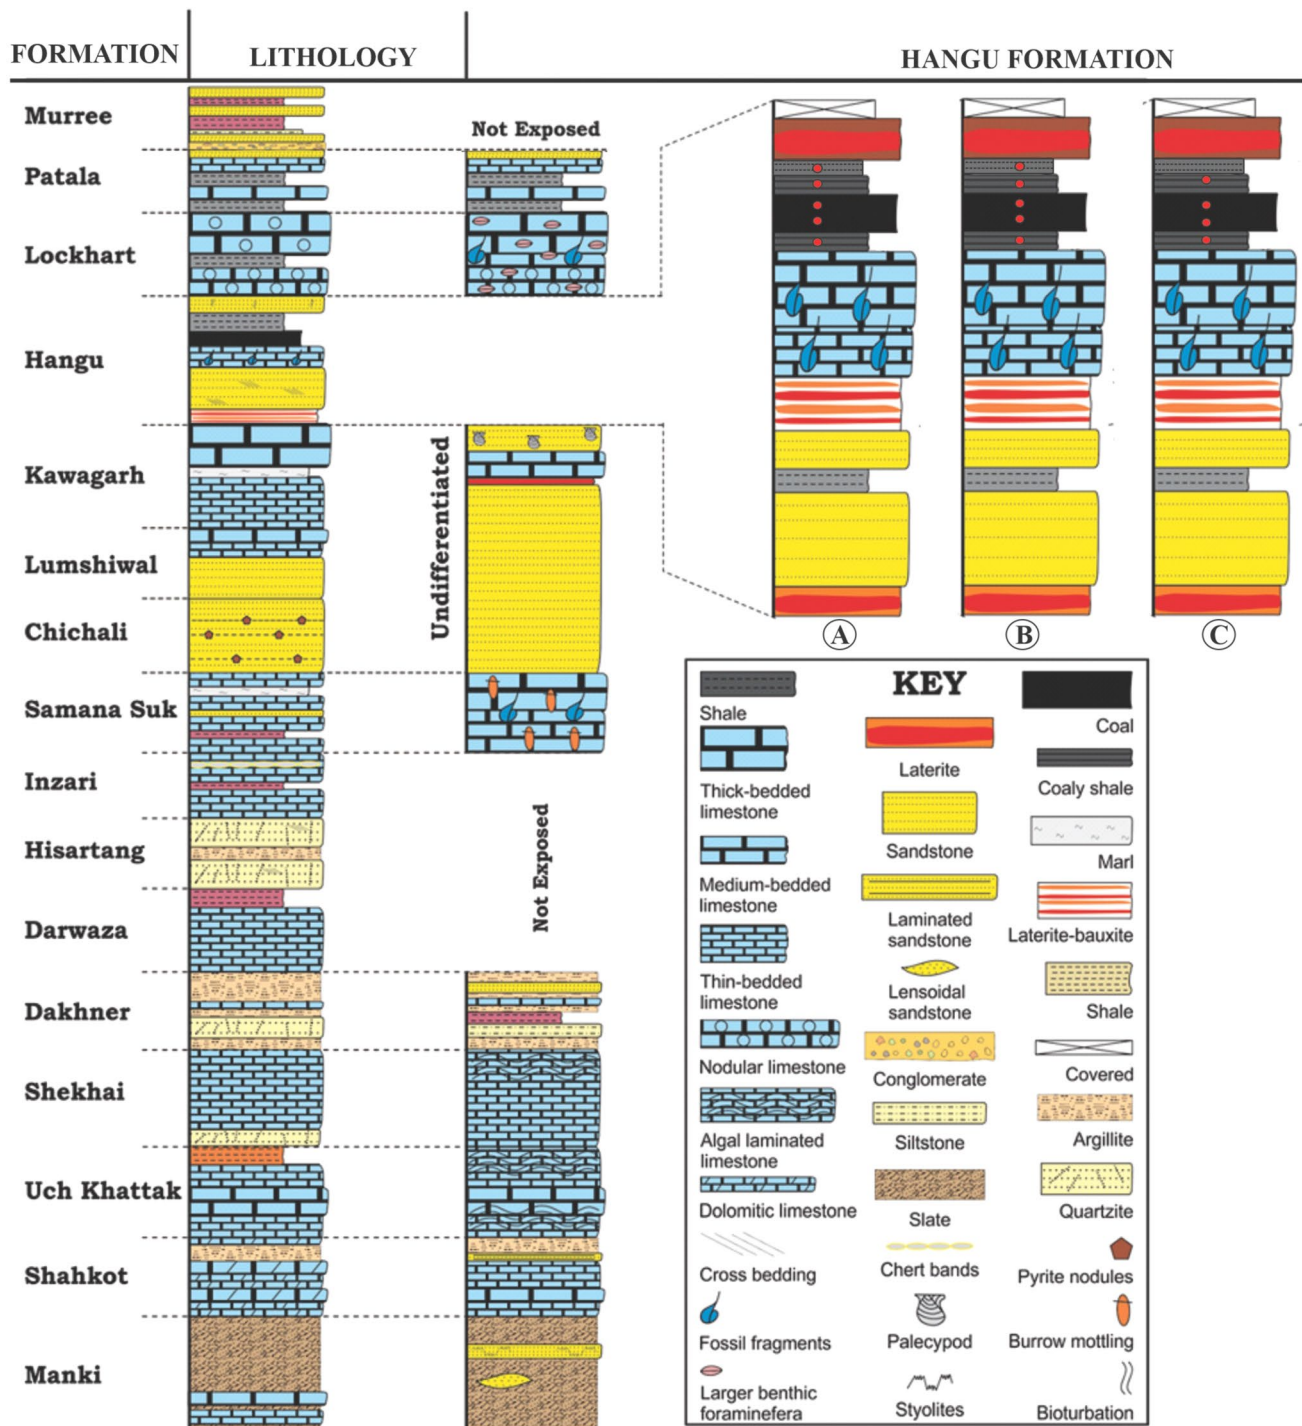 FORMATION
LITHOLOGY
HANGU FORMATION
Murree
Patala
Lockhart
Hangu
Kawagarh
Lumshiwal
Chichali
Samana Suk
Inzari
Hisartang
Darwaza
Dakhner
Shekhai
Uch Khattak
Shahkot
Manki
Not Exposed
Undifferentiated
Not Exposed
A
B
C
KEY
Shale
Thick-bedded
limestone
Medium-bedded
limestone
Thin-bedded
limestone
Nodular limestone
Algal laminated
limestone
Dolomitic limestone
Cross bedding
Fossil fragments
Larger benthic
foraminefera
Laterite
Sandstone
Laminated
sandstone
Lensoidal
sandstone
Conglomerate
Siltstone
Slate
Chert bands
Palecypod
Styolites
Coal
Coaly shale
Marl
Laterite-bauxite
Shale
Covered
Argillite
Quartzite
Pyrite nodules
Burrow mottling
Bioturbation